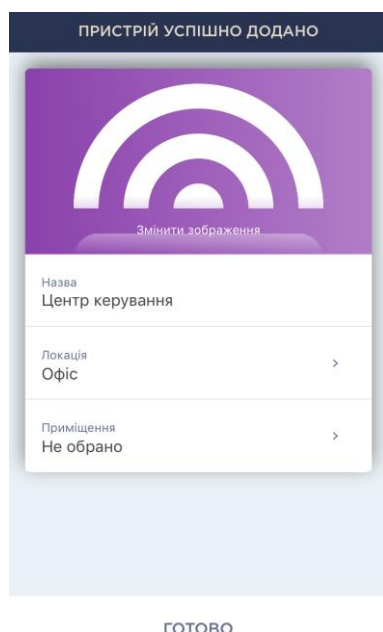 ПРИСТРІЙ УСПІШНО ДОДАНО
Змінити зображення
Назва
Центр керування
Локація
Офіс
Приміщення
Не обрано
ГОТОВО